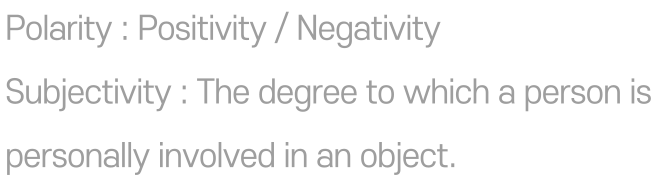 Polarity : Positivity / Negativity
Subjectivity : The degree to which a person is
personally involved in an object.